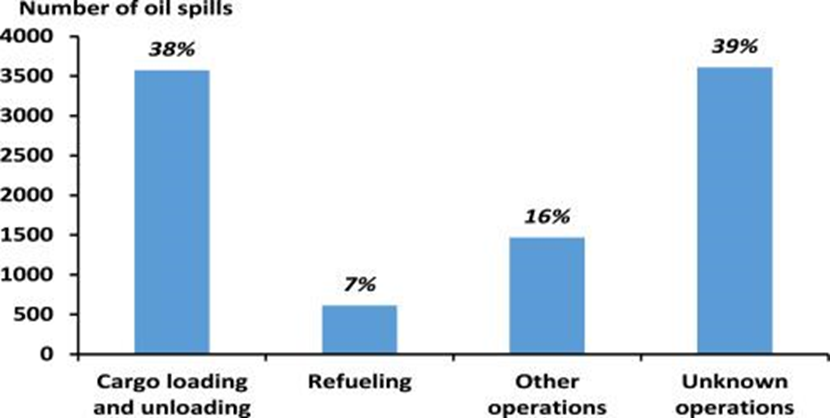 Number of oil spills
4000
3500
3000
2500
2000
1500
1000
500
0
38%
7%
16%
39%
Cargo loading
and unloading
Refueling
Other
operations
Unknown
operations